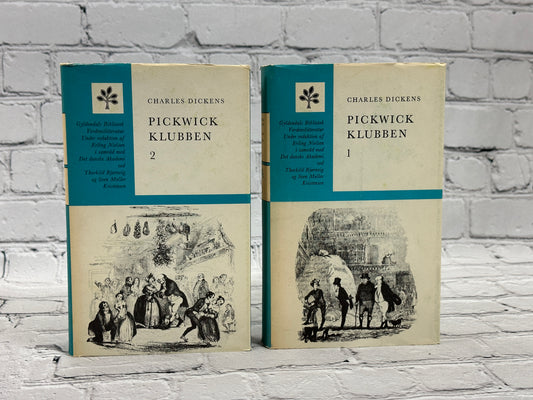 Gyldendals Bibliotek
Verdenslitteratur
Under redaktion af
Erling Nielsen
i samråd med
Det danske Akademi
ved
Thorkild Bjørnvig
og Sven Møller
Kristensen
CHARLES DICKENS
PICKWICK
KLUBBEN
2
Gyldendals Bibliotek
Verdenslitteratur
Under redaktion af
Erling Nielsen
i samråd med
Det danske Akademi
ved
Thorkild Bjørnvig
og Sven Møller
Kristensen
CHARLES DICKENS
PICKWICK
KLUBBEN
1